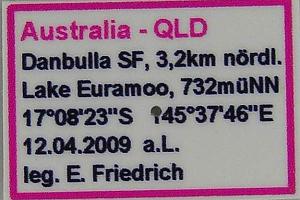 Australia - QLD
Danbulla SF, 3,2km nördl.
Lake Euramoo, 732müNN
17°08'23"S 145°37'46"E
12.04.2009 a.L.
leg. E. Friedrich